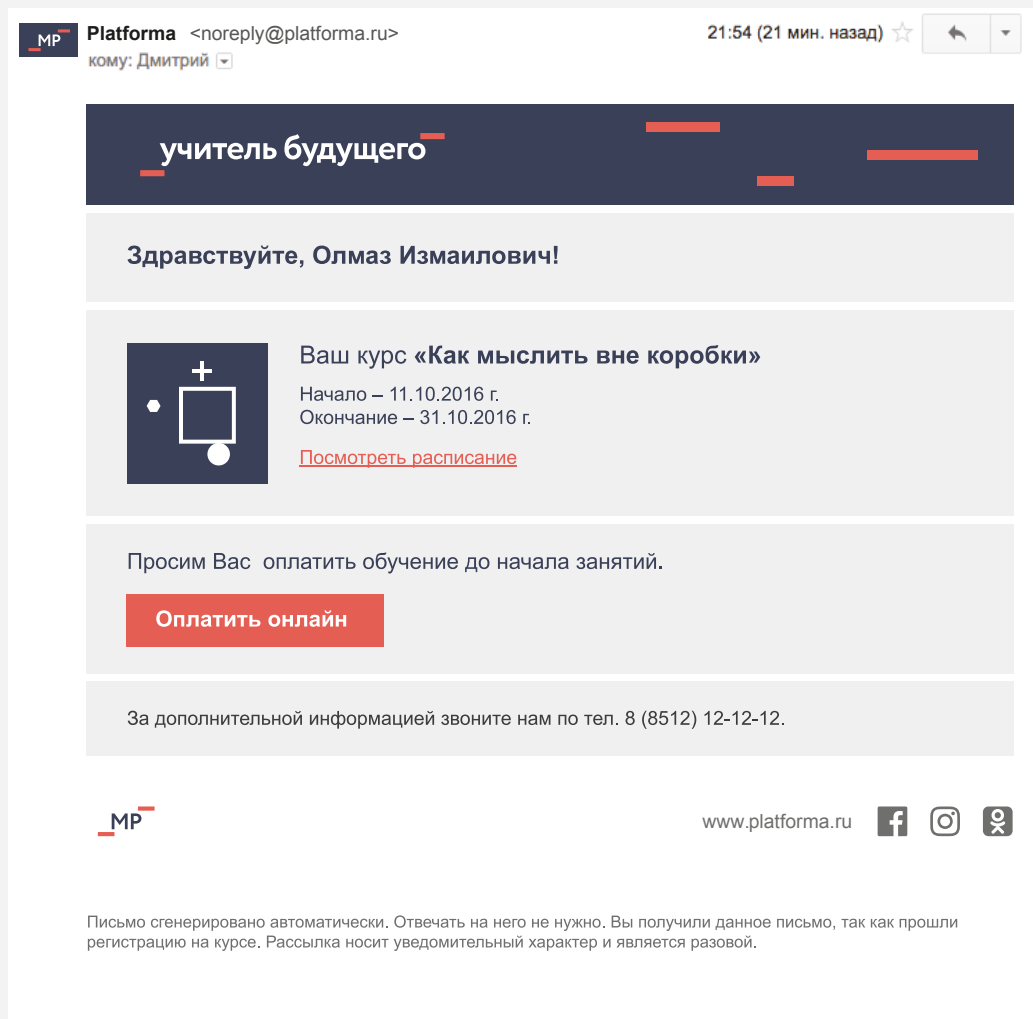 МР Platforma <noreply@platforma.ru> 21:54 (21 мин. назад)
кому: Дмитрий
учитель будущего
Здравствуйте, Олмаз Измаилович!
Ваш курс «Как мыслить вне коробки»
Начало – 11.10.2016 г.
Окончание – 31.10.2016 г.
Посмотреть расписание
Просим Вас  оплатить обучение до начала занятий.
Оплатить онлайн
За дополнительной информацией звоните нам по тел. 8 (8512) 12-12-12.
МР www.platforma.ru
Письмо сгенерировано автоматически. Отвечать на него не нужно. Вы получили данное письмо, так как прошли
регистрацию на курсе. Рассылка носит уведомительный характер и является разовой.